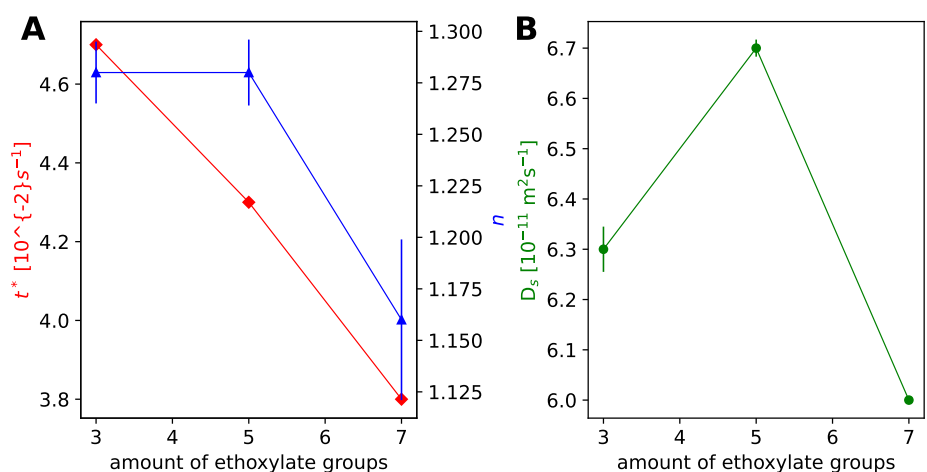 A
4.6
4.4
4.2
4.0
3.8
t* [10^{-2}s⁻¹]
3 4 5 6 7
amount of ethoxylate groups
1.300
1.275
1.250
1.225
1.200
1.175
1.150
1.125
n
B
6.7
6.6
6.5
6.4
6.3
6.2
6.1
6.0
Dₛ [10⁻¹¹ m²s⁻¹]
3 4 5 6 7
amount of ethoxylate groups